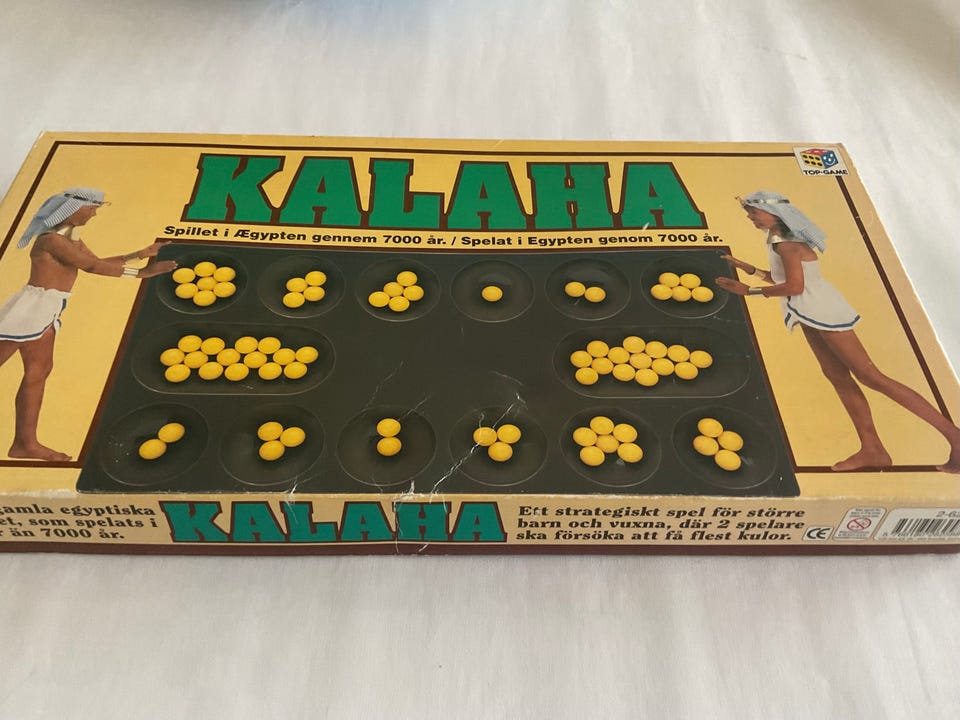 KALAHA
TOP-GAME
Spillet i Ægypten gennem 7000 år. / Spelat i Egypten genom 7000 år.
gamla egyptiska
et, som spelats i
r än 7000 år.
KALAHA
Ett strategiskt spel för större
barn och vuxna, där 2 spelare
ska försöka att få flest kulor.
CE
2-62